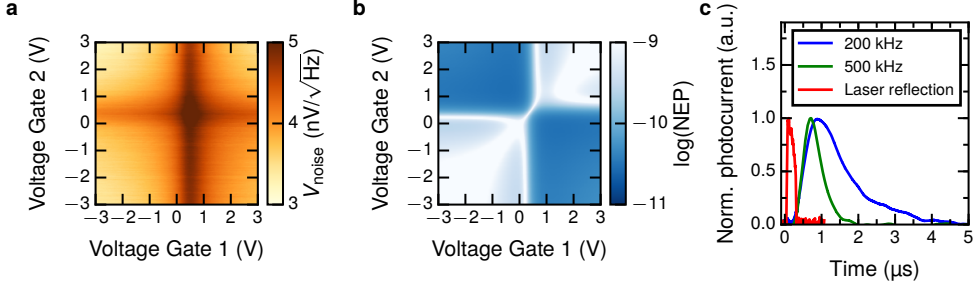 a
Voltage Gate 2 (V)
3
2
1
0
−1
−2
−3
−3−2−1 0 1 2 3
Voltage Gate 1 (V)
5
4
3
Vnoise (nV/√Hz)
b
Voltage Gate 2 (V)
3
2
1
0
−1
−2
−3
−3−2−1 0 1 2 3
Voltage Gate 1 (V)
−9
−10
−11
log(NEP)
c
Norm. photocurrent (a.u.)
1.5
1.0
0.5
0.0
0 1 2 3 4 5
Time (μs)
200 kHz
500 kHz
Laser reflection